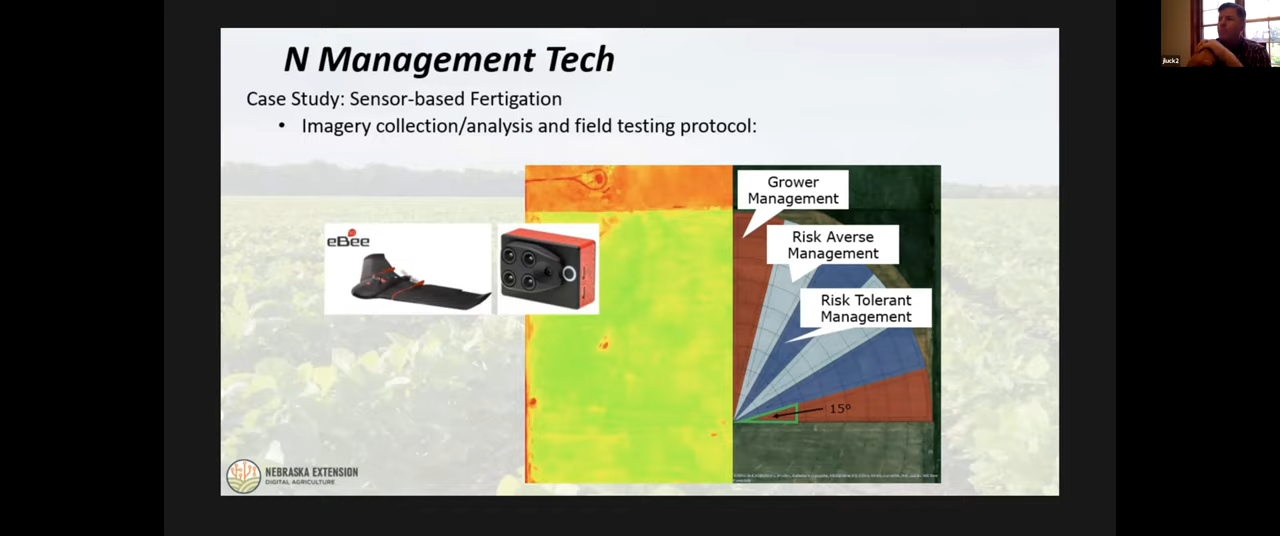 N Management Tech
Case Study: Sensor-based Fertigation
• Imagery collection/analysis and field testing protocol:
eBee
Grower
Management
Risk Averse
Management
Risk Tolerant
Management
15º
NEBRASKA EXTENSION
DIGITAL AGRICULTURE
jluck2